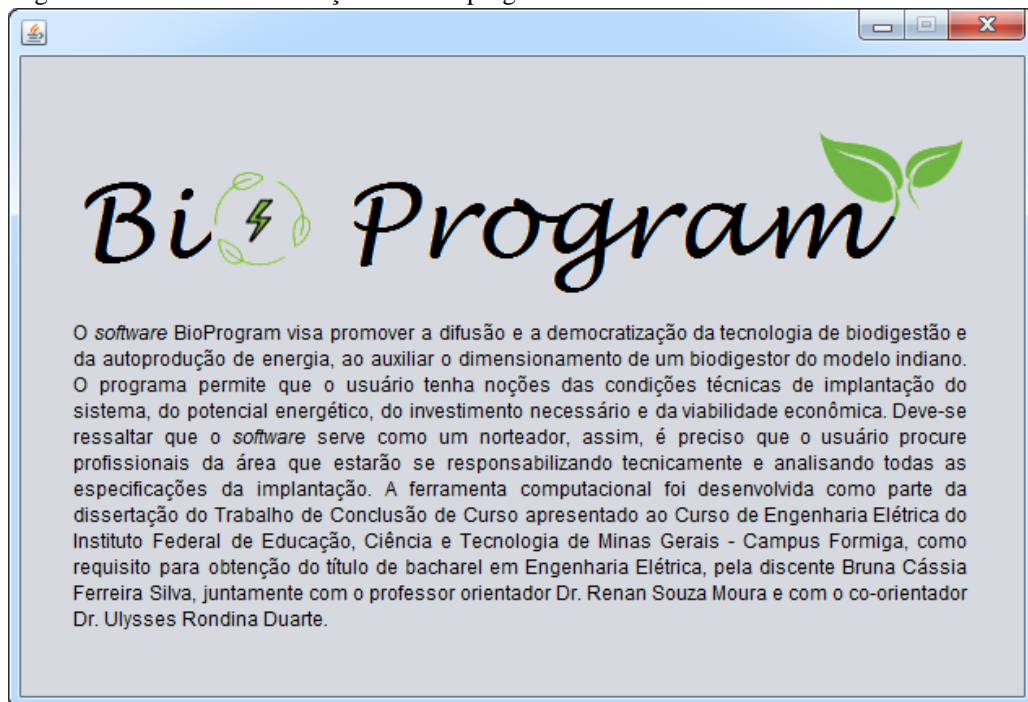 Bio Program
O software BioProgram visa promover a difusão e a democratização da tecnologia de biodigestão e
da autoprodução de energia, ao auxiliar o dimensionamento de um biodigestor do modelo indiano.
O programa permite que o usuário tenha noções das condições técnicas de implantação do
sistema, do potencial energético, do investimento necessário e da viabilidade econômica. Deve-se
ressaltar que o software serve como um norteador, assim, é preciso que o usuário procure
profissionais da área que estarão se responsabilizando tecnicamente e analisando todas as
especificações da implantação. A ferramenta computacional foi desenvolvida como parte da
dissertação do Trabalho de Conclusão de Curso apresentado ao Curso de Engenharia Elétrica do
Instituto Federal de Educação, Ciência e Tecnologia de Minas Gerais - Campus Formiga, como
requisito para obtenção do título de bacharel em Engenharia Elétrica, pela discente Bruna Cássia
Ferreira Silva, juntamente com o professor orientador Dr. Renan Souza Moura e com o co-orientador
Dr. Ulysses Rondina Duarte.